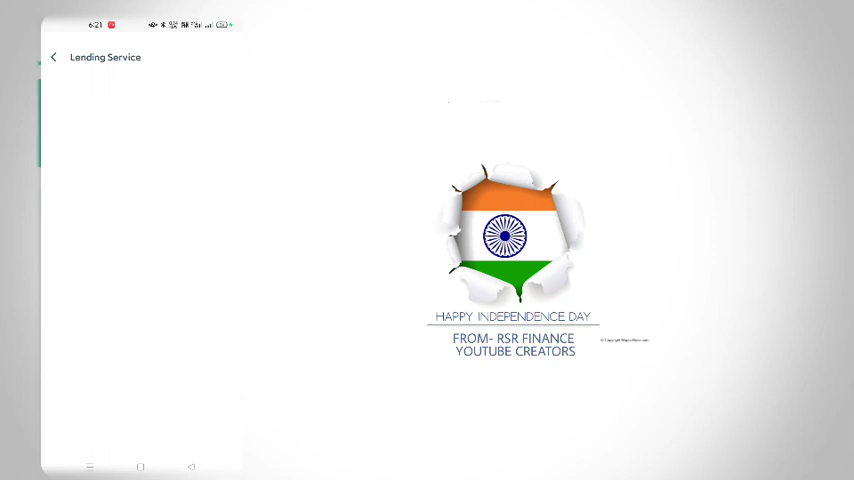 6:21
Lending Service
HAPPY INDEPENDENCE DAY
FROM- RSR FINANCE
YOUTUBE CREATORS